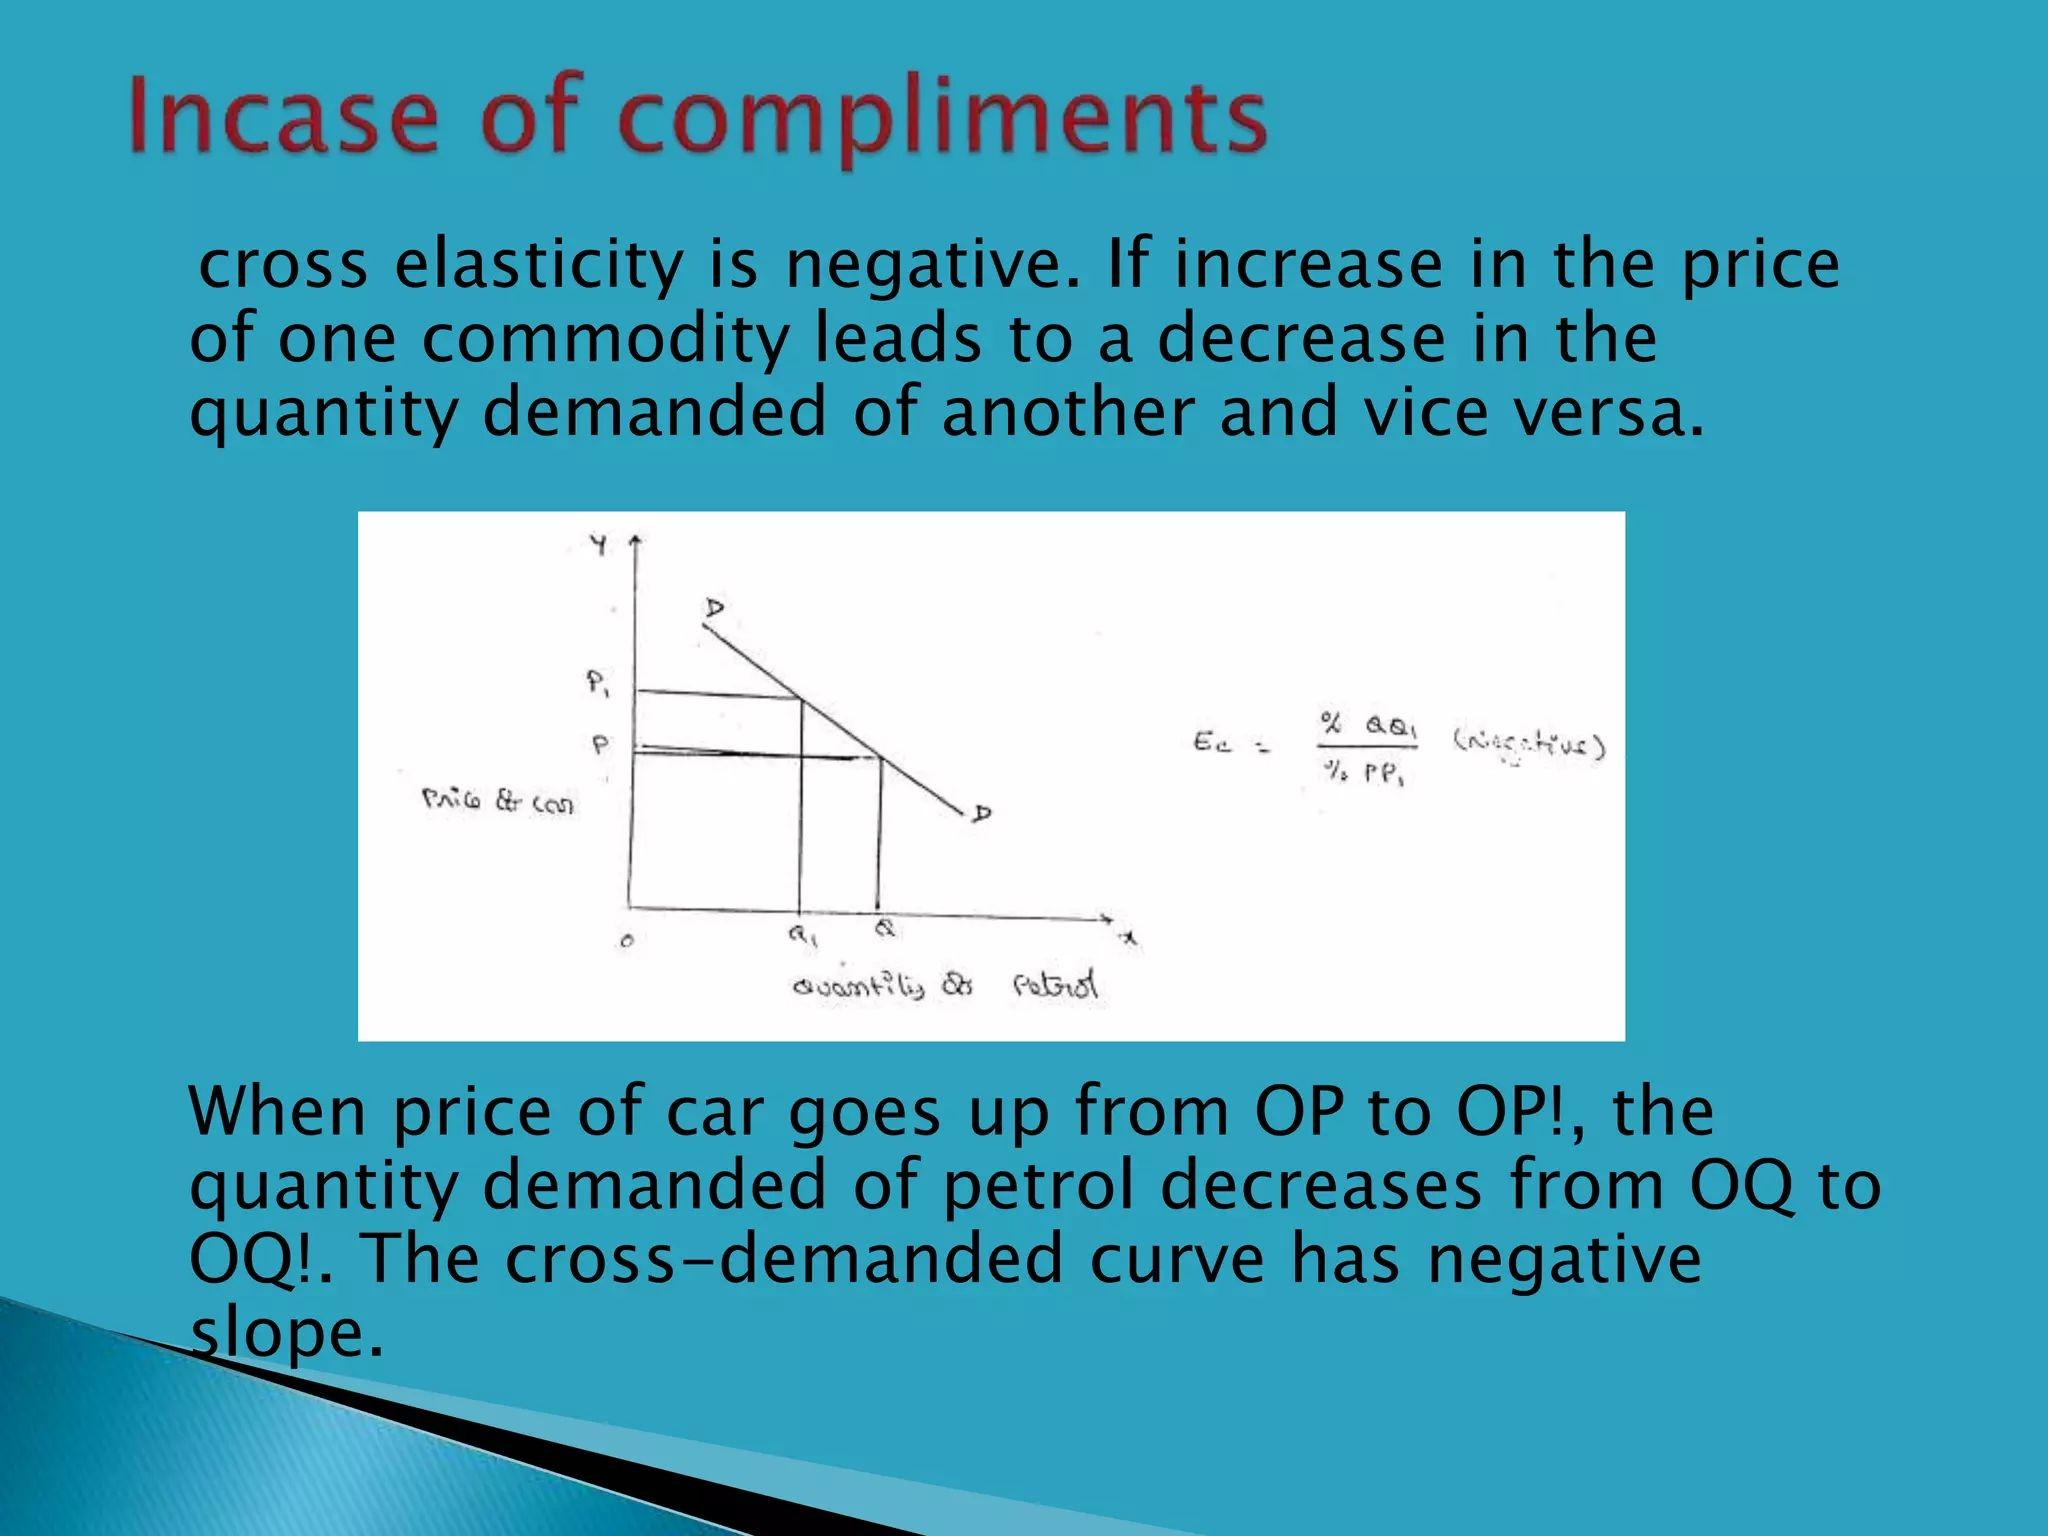 Incase of compliments
cross elasticity is negative. If increase in the price
of one commodity leads to a decrease in the
quantity demanded of another and vice versa.
Y
D
P₁
P
Price of car
D
Ec = % QQ₁ / % PP₁ (Negative)
O Q₁ Q X
Quantity of Petrol
When price of car goes up from OP to OP!, the
quantity demanded of petrol decreases from OQ to
OQ!. The cross-demanded curve has negative
slope.